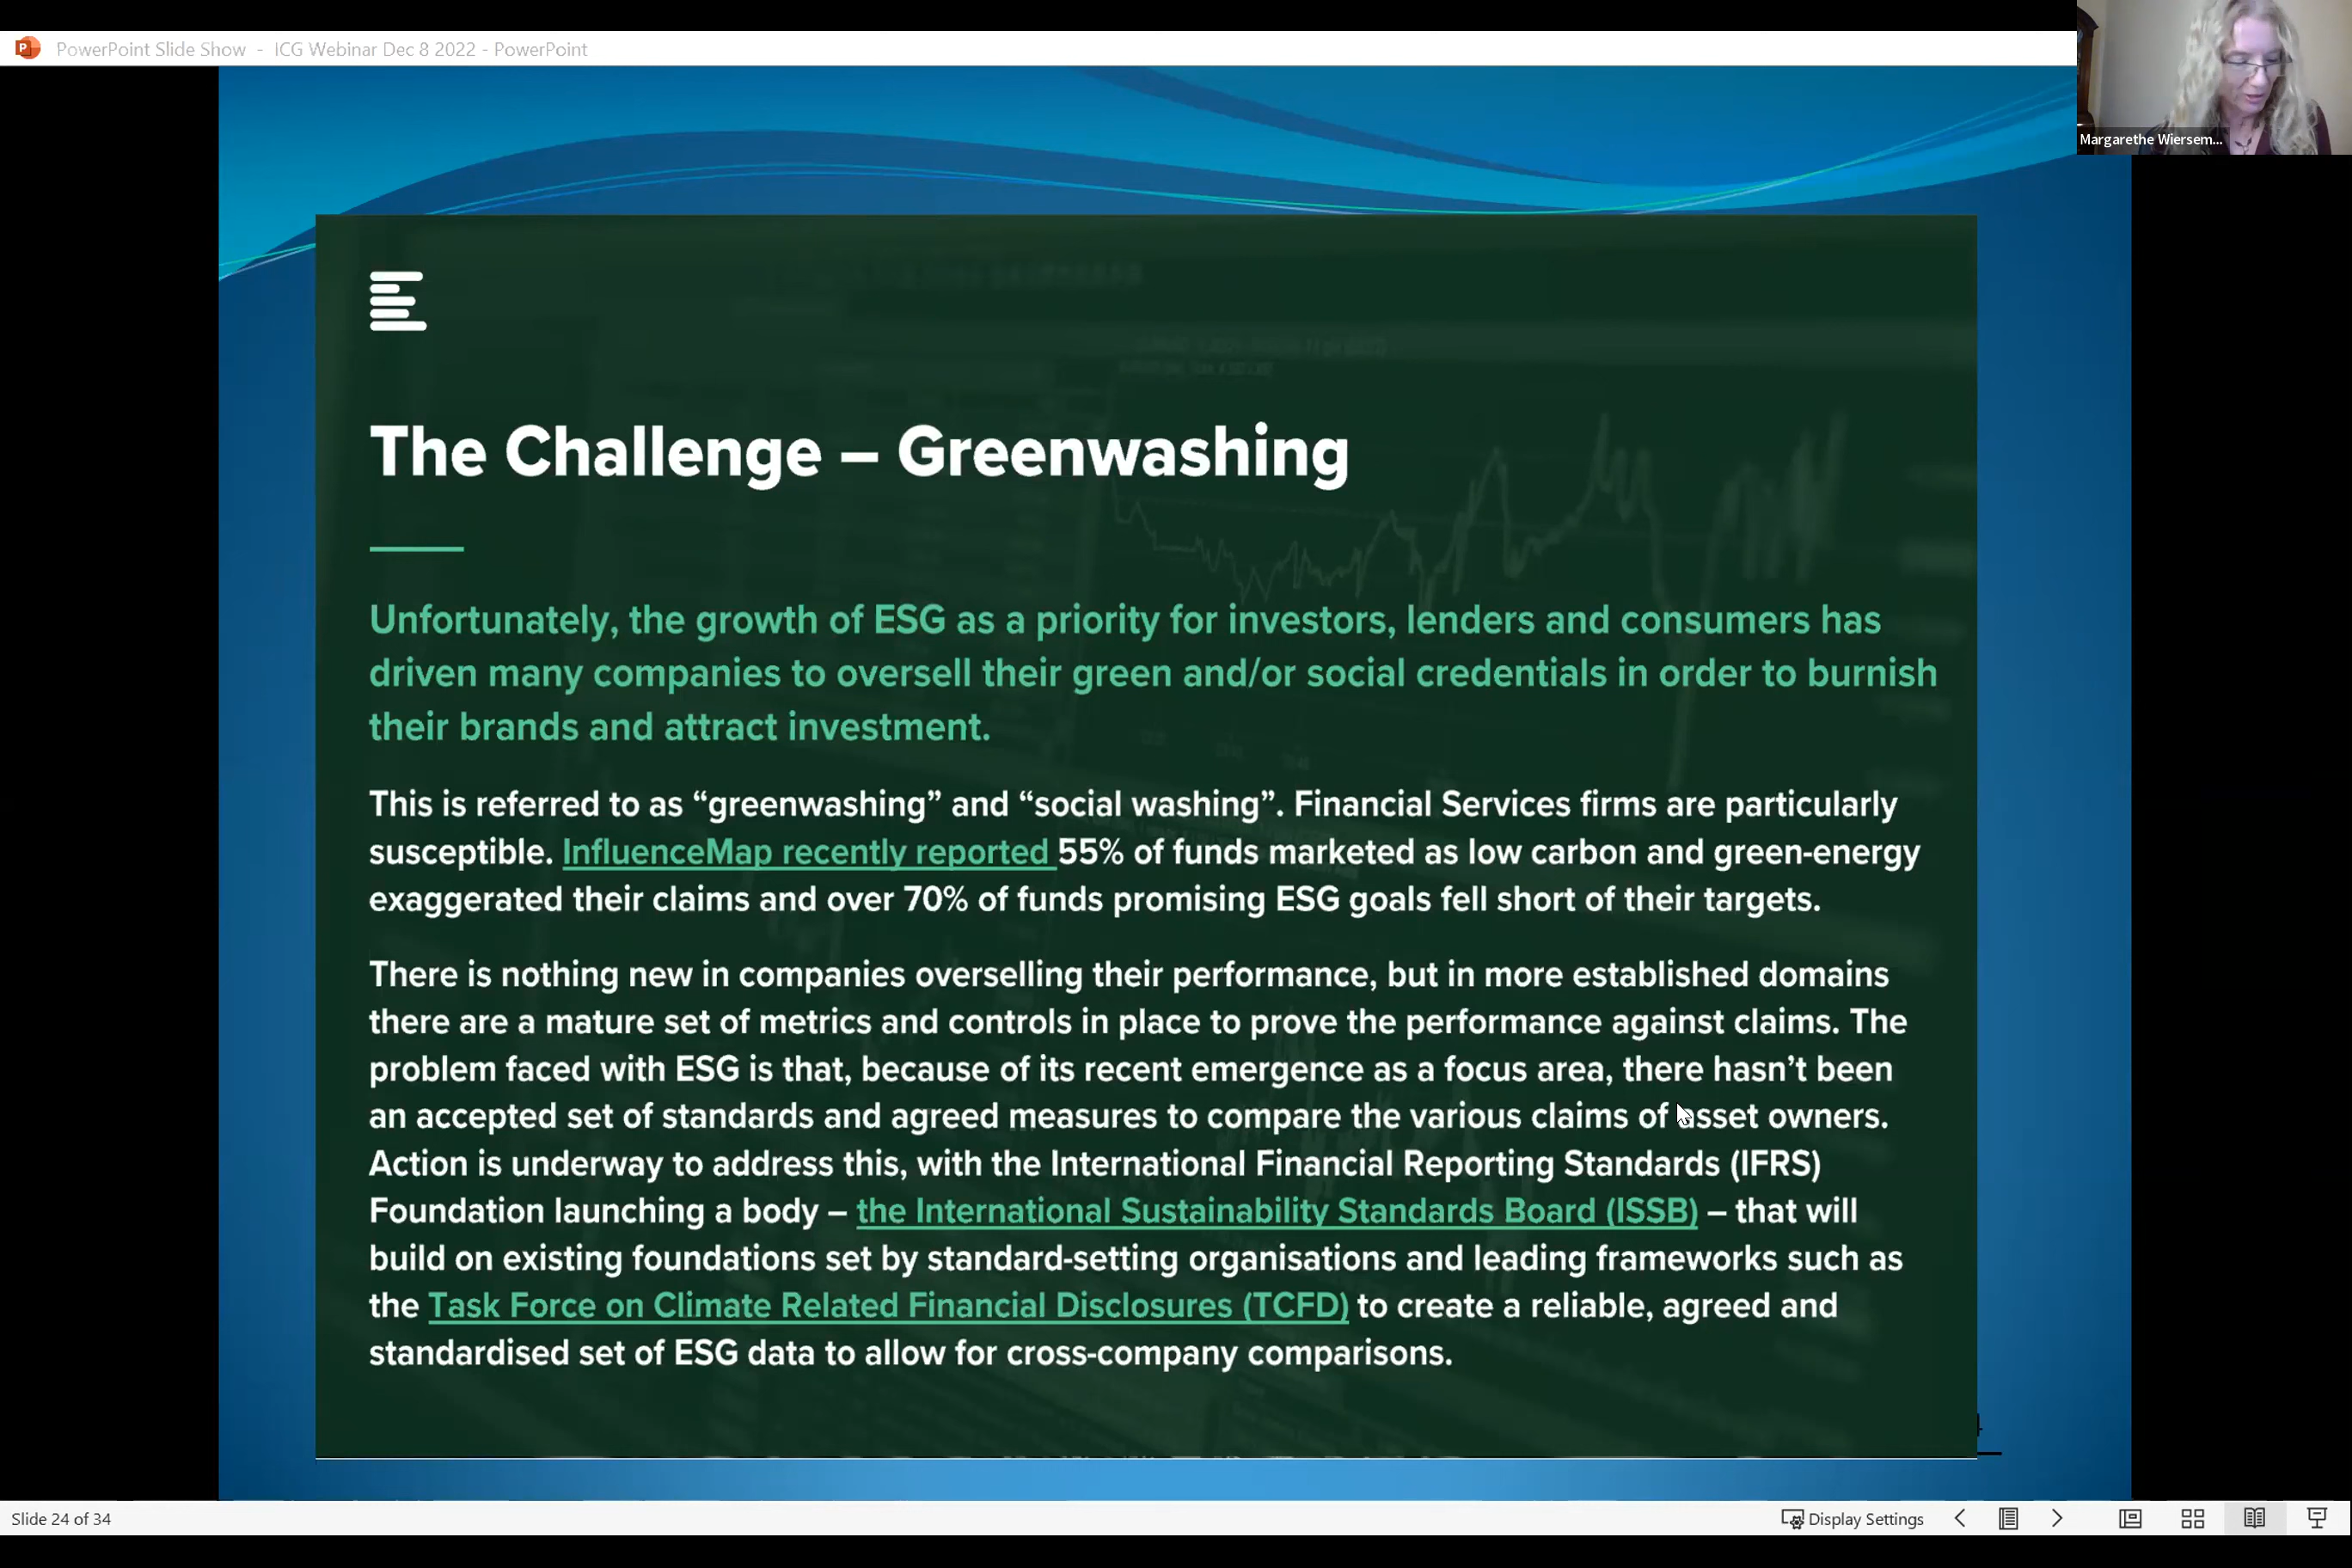 PowerPoint Slide Show - ICG Webinar Dec 8 2022 - PowerPoint
Margarethe Wiersem...
The Challenge – Greenwashing
Unfortunately, the growth of ESG as a priority for investors, lenders and consumers has
driven many companies to oversell their green and/or social credentials in order to burnish
their brands and attract investment.
This is referred to as “greenwashing” and “social washing”. Financial Services firms are particularly
susceptible. InfluenceMap recently reported 55% of funds marketed as low carbon and green-energy
exaggerated their claims and over 70% of funds promising ESG goals fell short of their targets.
There is nothing new in companies overselling their performance, but in more established domains
there are a mature set of metrics and controls in place to prove the performance against claims. The
problem faced with ESG is that, because of its recent emergence as a focus area, there hasn’t been
an accepted set of standards and agreed measures to compare the various claims of asset owners.
Action is underway to address this, with the International Financial Reporting Standards (IFRS)
Foundation launching a body – the International Sustainability Standards Board (ISSB) – that will
build on existing foundations set by standard-setting organisations and leading frameworks such as
the Task Force on Climate Related Financial Disclosures (TCFD) to create a reliable, agreed and
standardised set of ESG data to allow for cross-company comparisons.
Slide 24 of 34
Display Settings